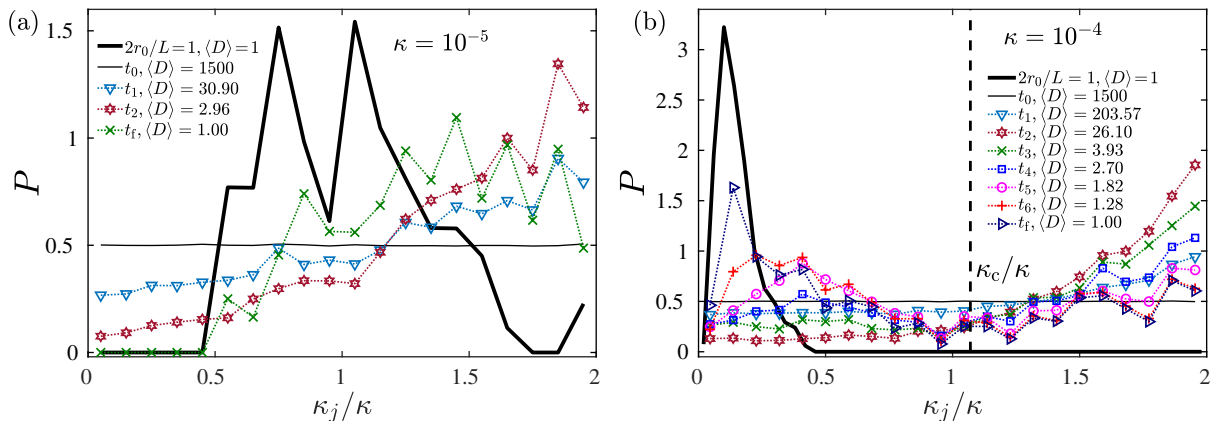 (a)
κ = 10⁻⁵
2r₀/L=1, ⟨D⟩=1
t₀, ⟨D⟩ = 1500
t₁, ⟨D⟩ = 30.90
t₂, ⟨D⟩ = 2.96
t_f, ⟨D⟩ = 1.00
P
1.5
1
0.5
0
0
0.5
1
1.5
2
κⱼ/κ
(b)
κ = 10⁻⁴
2r₀/L=1, ⟨D⟩=1
t₀, ⟨D⟩ = 1500
t₁, ⟨D⟩ = 203.57
t₂, ⟨D⟩ = 26.10
t₃, ⟨D⟩ = 3.93
t₄, ⟨D⟩ = 2.70
t₅, ⟨D⟩ = 1.82
t₆, ⟨D⟩ = 1.28
t_f, ⟨D⟩ = 1.00
κ_c/κ
P
3
2.5
2
1.5
1
0.5
0
0
0.5
1
1.5
2
κⱼ/κ